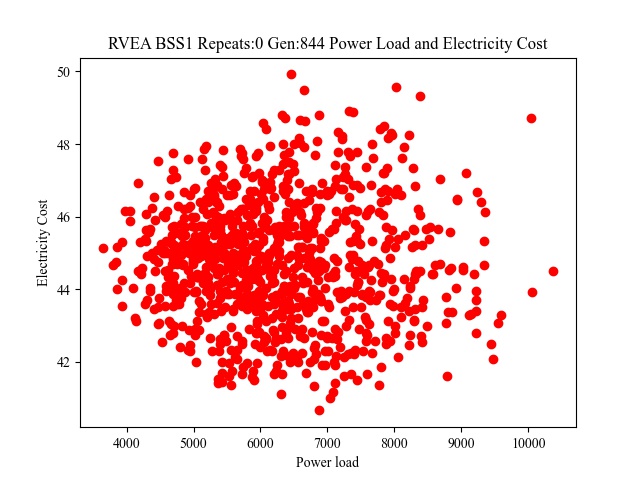 RVEA BSS1 Repeats:0 Gen:844 Power Load and Electricity Cost
50
48
46
44
42
Electricity Cost
4000 5000 6000 7000 8000 9000 10000
Power load